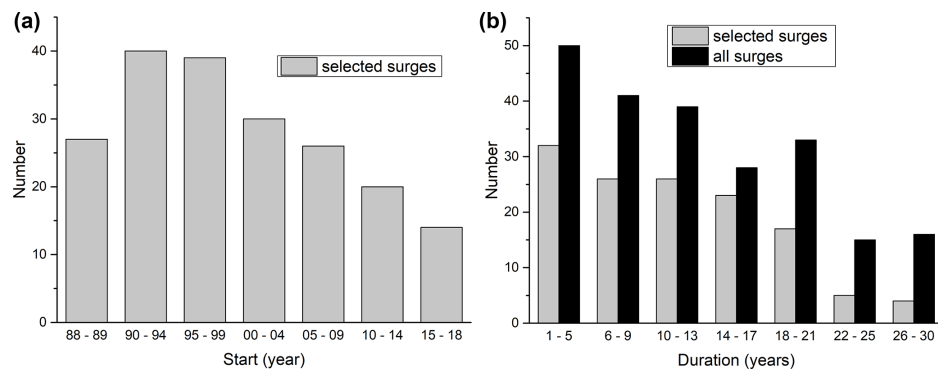 (a)
selected surges
40
30
20
10
0
Number
88 - 89 90 - 94 95 - 99 00 - 04 05 - 09 10 - 14 15 - 18
Start (year)
(b)
selected surges
all surges
50
40
30
20
10
0
Number
1 - 5 6 - 9 10 - 13 14 - 17 18 - 21 22 - 25 26 - 30
Duration (years)